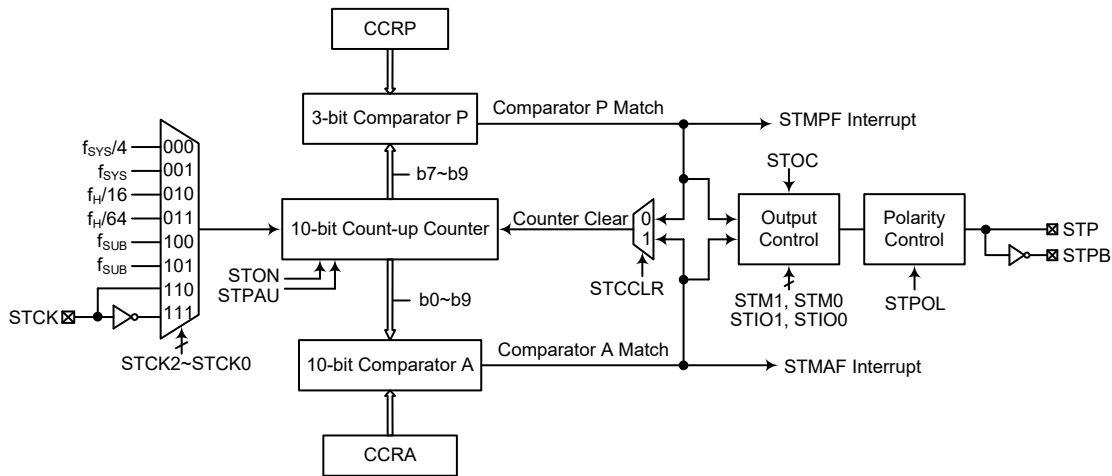 CCRP
3-bit Comparator P
Comparator P Match
STMPF Interrupt
b7~b9
fSYS/4
fSYS
fH/16
fH/64
fSUB
fSUB
000
001
010
011
100
101
110
111
STCK
STCK2~STCK0
10-bit Count-up Counter
STON
STPAU
Counter Clear
0
1
STCCLR
STOC
Output
Control
STM1, STM0
STIO1, STIO0
Polarity
Control
STPOL
STP
STPB
b0~b9
10-bit Comparator A
Comparator A Match
STMAF Interrupt
CCRA